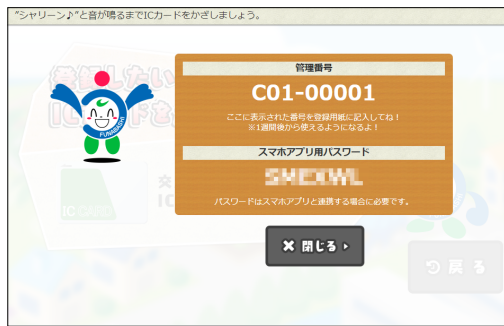 "シャリーン♪"と音が鳴るまでICカードをかざしましょう。
管理番号
C01-00001
ここに表示された番号を登録用紙に記入してね！
※1週間後から使えるようになるよ！
スマホアプリ用パスワード
パスワードはスマホアプリと連携する場合に必要です。
FUNABASHI
IC CARD
✖ 閉じる
戻る